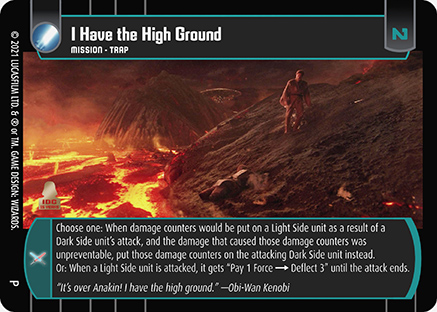 I Have the High Ground
MISSION - TRAP
N
© 2021 LUCASFILM LTD. & ® or TM. GAME DESIGN: WIZARDS.
IDC
P
Choose one: When damage counters would be put on a Light Side unit as a result of a
Dark Side unit's attack, and the damage that caused those damage counters was
unpreventable, put those damage counters on the attacking Dark Side unit instead.
Or: When a Light Side unit is attacked, it gets "Pay 1 Force → Deflect 3" until the attack ends.
"It's over Anakin! I have the high ground." —Obi-Wan Kenobi